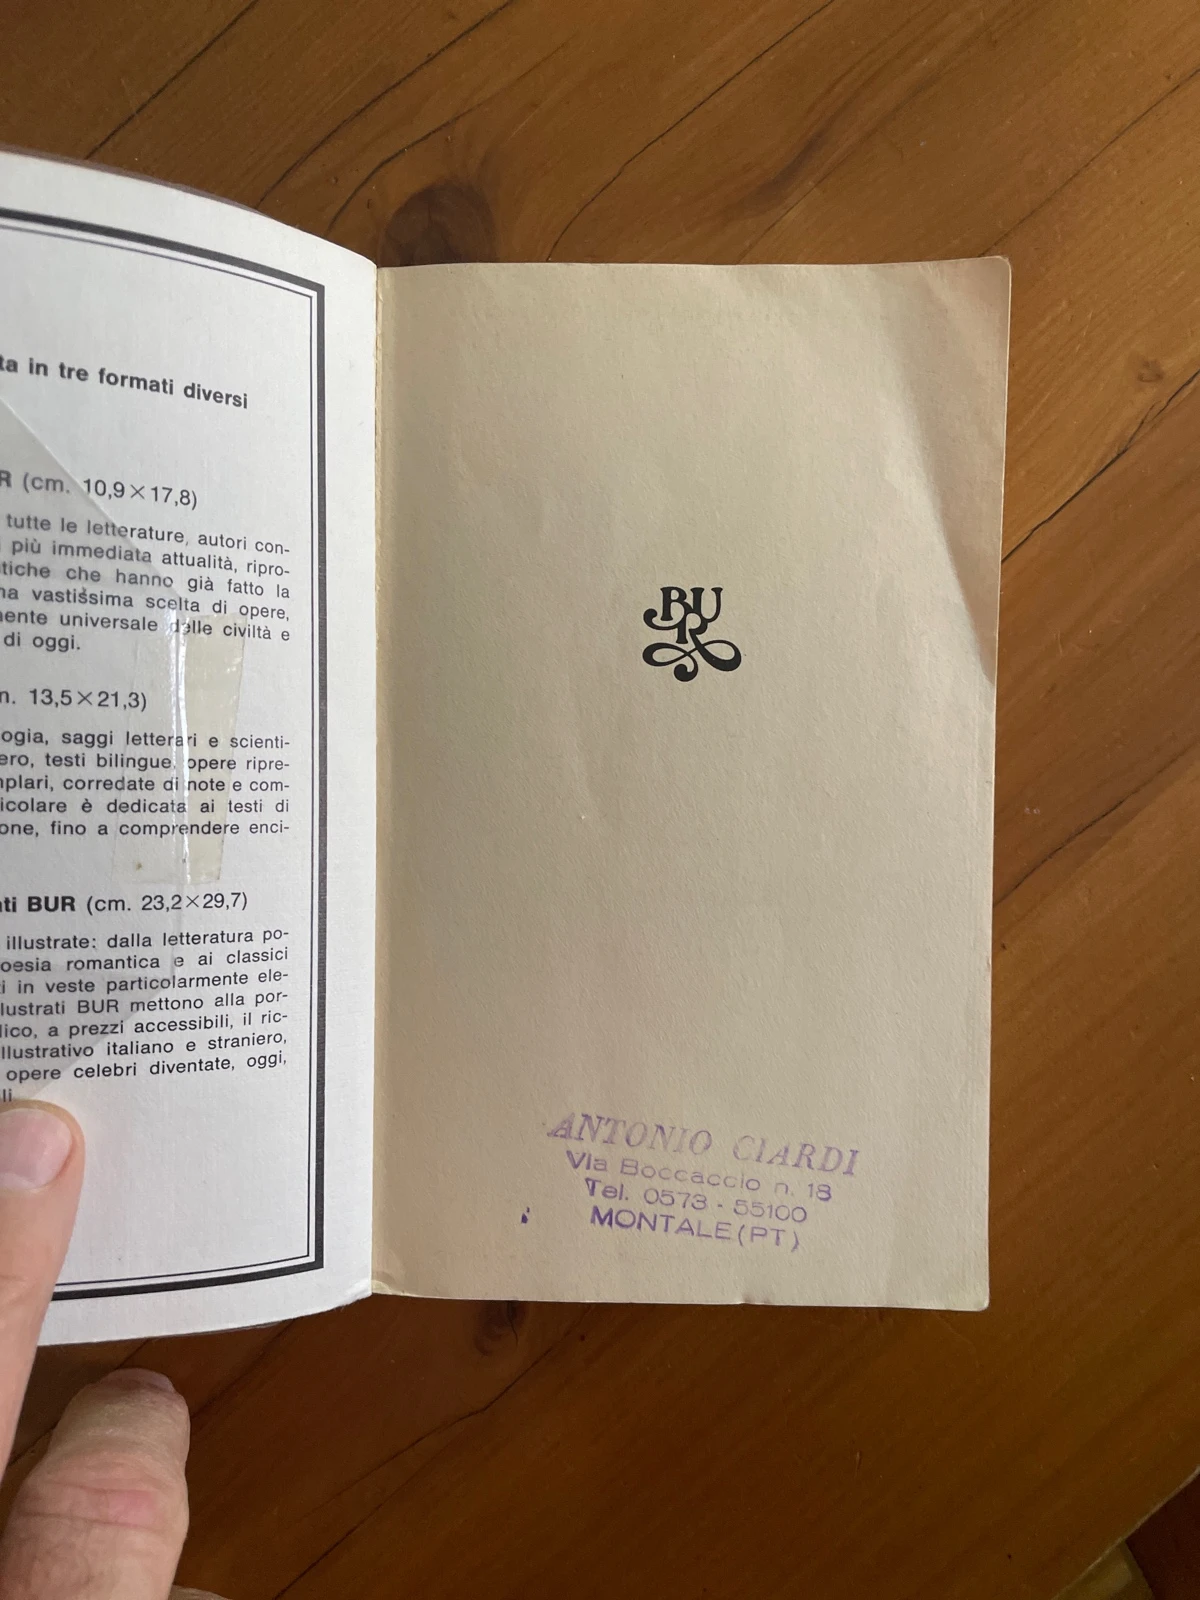 ta in tre formati diversi
R (cm. 10,9×17,8)
tutte le letterature, autori con-
più immediata attualità, ripro-
tiche che hanno già fatto la
na vastissima scelta di opere,
mente universale delle civiltà e
di oggi.
n. 13,5×21,3)
ogia, saggi letterari e scienti-
ero, testi bilingue, opere ripre-
mplari, corredate di note e com-
icolare è dedicata ai testi di
one, fino a comprendere enci-
ati BUR (cm. 23,2×29,7)
illustrate: dalla letteratura po-
oesia romantica e ai classici
ti in veste particolarmente ele-
llustrati BUR mettono alla por-
lico, a prezzi accessibili, il ric-
llustrativo italiano e straniero,
opere celebri diventate, oggi,
li
BUR
ANTONIO CIARDI
Via Boccaccio n. 18
Tel. 0573 - 55100
MONTALE (PT)